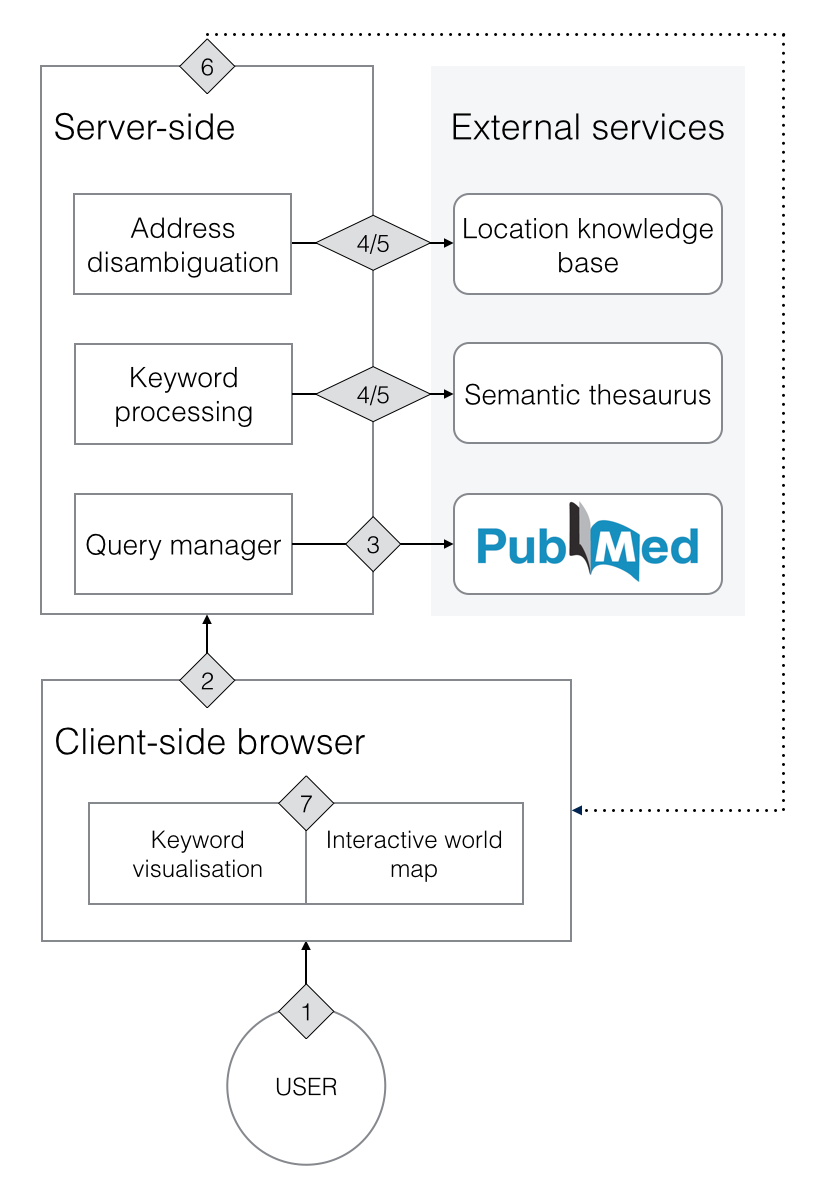 6
Server-side
External services
Address
disambiguation
4/5
Location knowledge
base
Keyword
processing
4/5
Semantic thesaurus
Query manager
3
PubMed
2
Client-side browser
7
Keyword
visualisation
Interactive world
map
1
USER